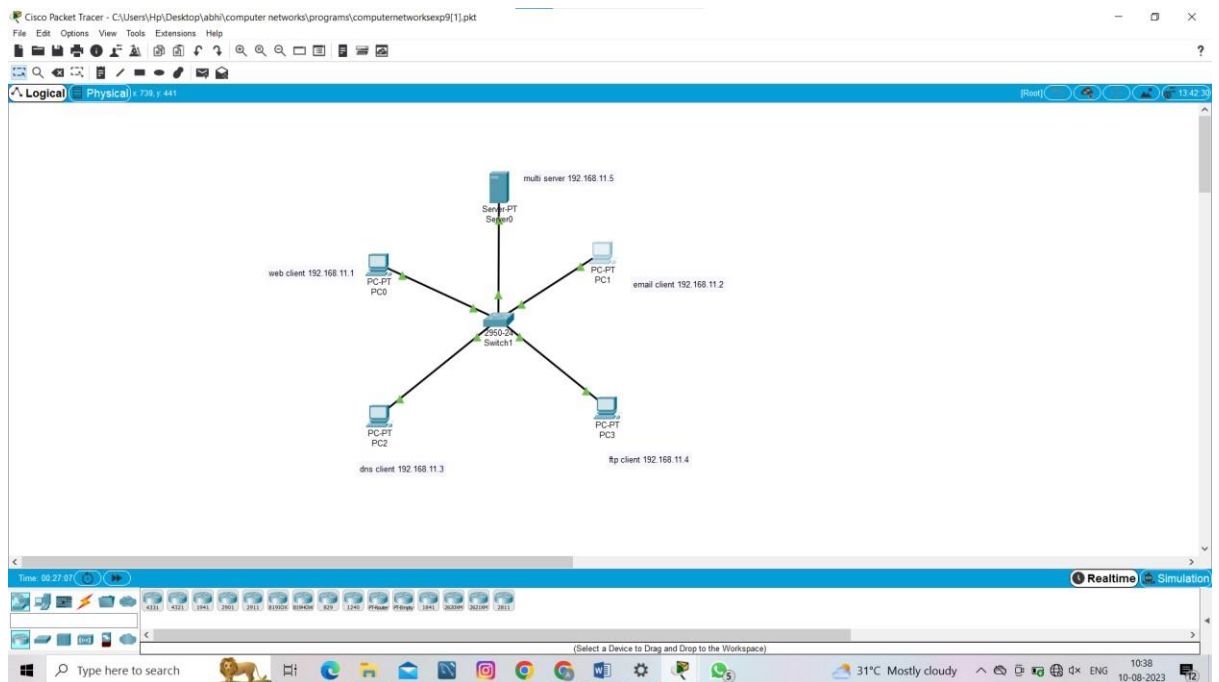 Cisco Packet Tracer - C:\Users\Hp\Desktop\abhi\computer networks\programs\computernetworksexp9[1].pkt
File Edit Options View Tools Extensions Help
?
Logical Physical x: 739, y: 441 [Root] 13:42:30
multi server 192.168.11.5
Server-PT
Server0
web client 192.168.11.1
PC-PT
PC0
PC-PT
PC1
email client 192.168.11.2
2950-24
Switch1
PC-PT
PC2
PC-PT
PC3
dns client 192.168.11.3
ftp client 192.168.11.4
Time: 00:27:07 Realtime Simulation
4331 4321 1941 2901 2911 819IOX 819HGW 829 1240 PT-Router PT-Empty 1841 2620XM 2621XM 2811
(Select a Device to Drag and Drop to the Workspace)
Type here to search
5
31°C Mostly cloudy
ENG
10:38
10-08-2023
12